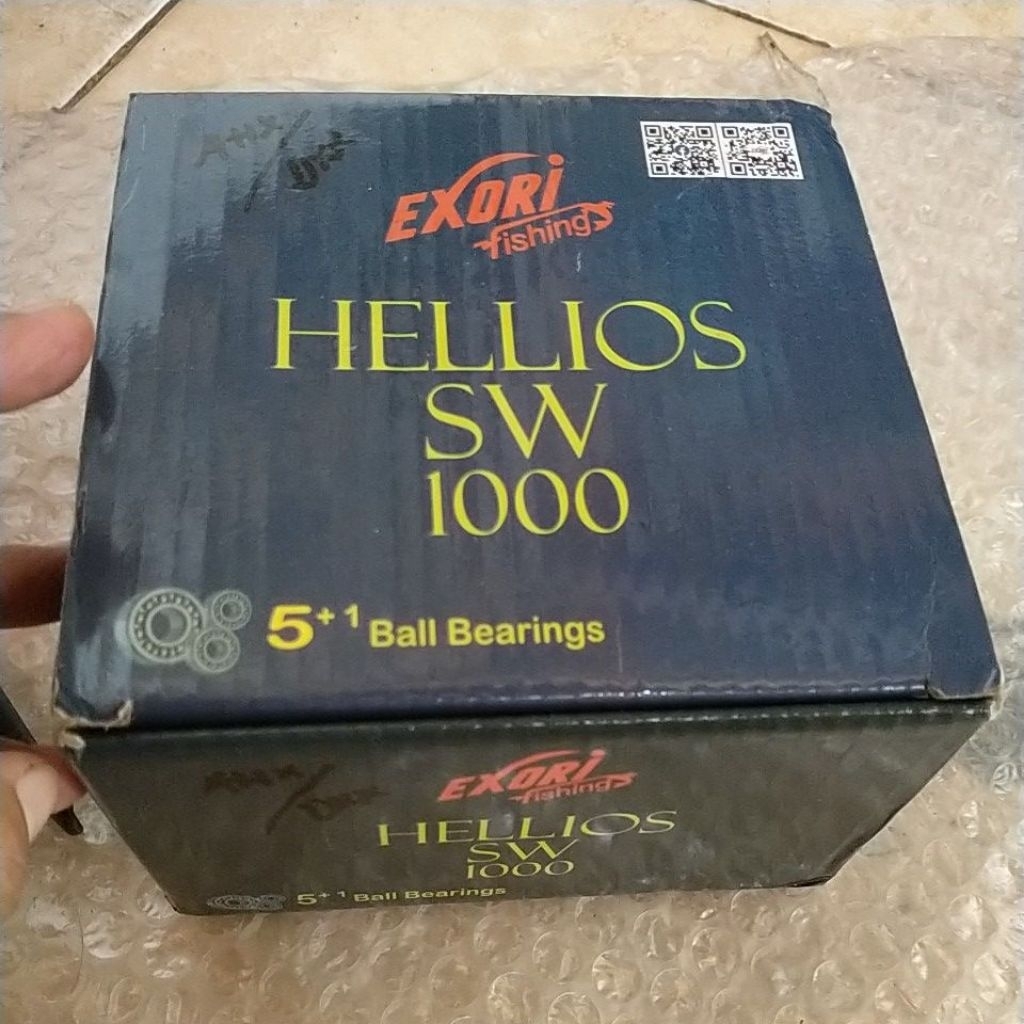 EXORI
fishing
HELLIOS
SW
1000
5+1 Ball Bearings
EXORI
fishing
HELLIOS
SW
1000
5+1 Ball Bearings